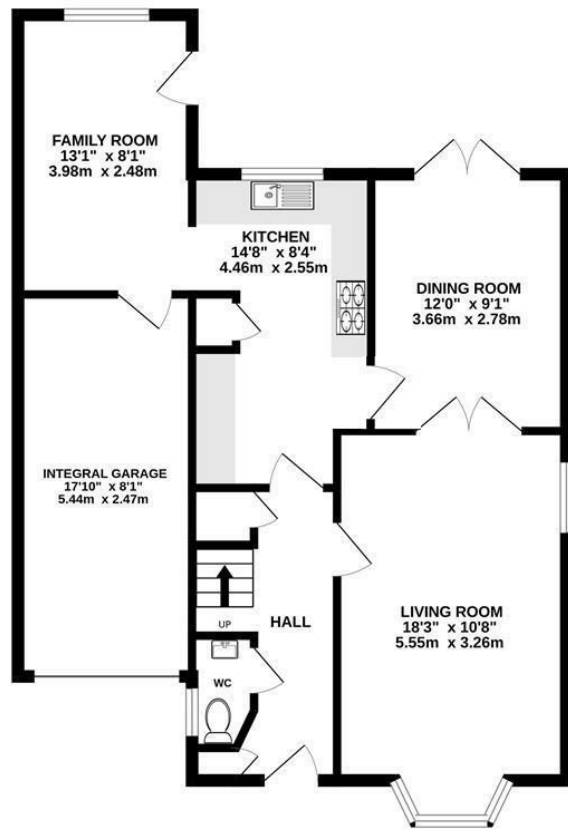 FAMILY ROOM
13'1" x 8'1"
3.98m x 2.48m
KITCHEN
14'8" x 8'4"
4.46m x 2.55m
DINING ROOM
12'0" x 9'1"
3.66m x 2.78m
INTEGRAL GARAGE
17'10" x 8'1"
5.44m x 2.47m
UP
HALL
LIVING ROOM
18'3" x 10'8"
5.55m x 3.26m
WC